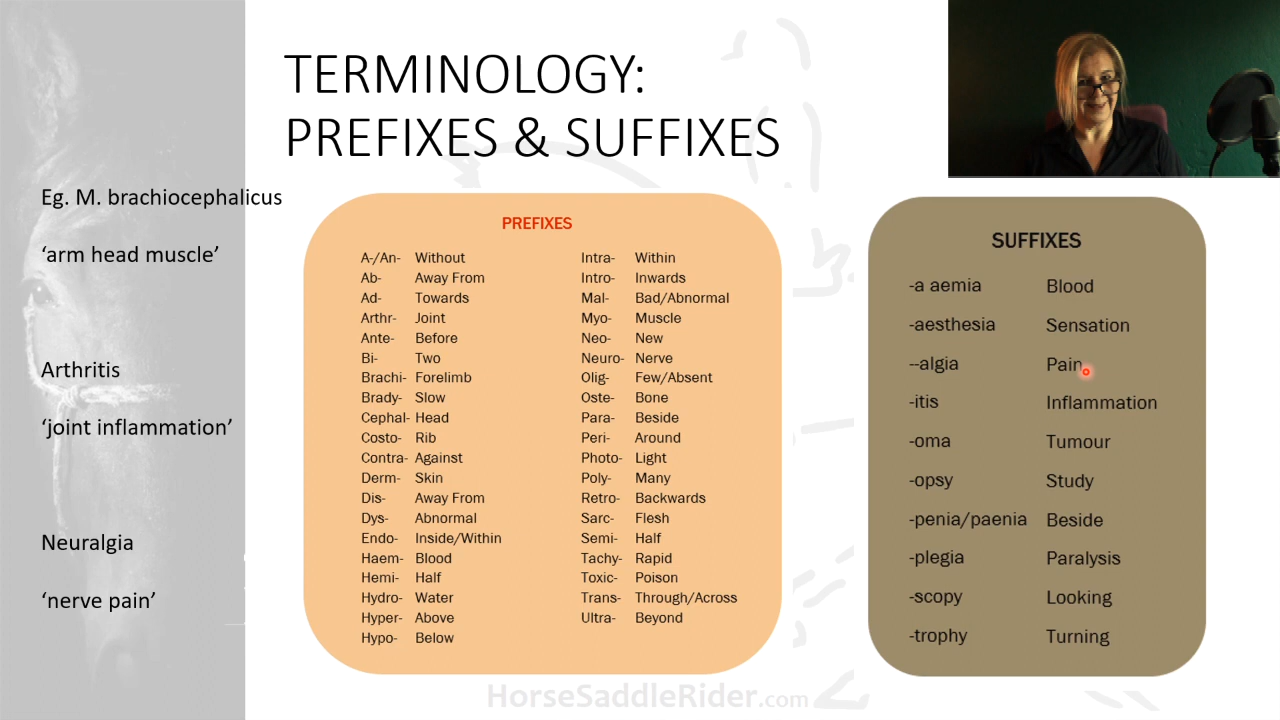 TERMINOLOGY:
PREFIXES & SUFFIXES
Eg. M. brachiocephalicus
‘arm head muscle’
Arthritis
‘joint inflammation’
Neuralgia
‘nerve pain’
PREFIXES
A-/An- Without
Ab- Away From
Ad- Towards
Arthr- Joint
Ante- Before
Bi- Two
Brachi- Forelimb
Brady- Slow
Cephal- Head
Costo- Rib
Contra- Against
Derm- Skin
Dis- Away From
Dys- Abnormal
Endo- Inside/Within
Haem- Blood
Hemi- Half
Hydro- Water
Hyper- Above
Hypo- Below
Intra- Within
Intro- Inwards
Mal- Bad/Abnormal
Myo- Muscle
Neo- New
Neuro- Nerve
Olig- Few/Absent
Oste- Bone
Para- Beside
Peri- Around
Photo- Light
Poly- Many
Retro- Backwards
Sarc- Flesh
Semi- Half
Tachy- Rapid
Toxic- Poison
Trans- Through/Across
Ultra- Beyond
SUFFIXES
-a aemia Blood
-aesthesia Sensation
--algia Pain
-itis Inflammation
-oma Tumour
-opsy Study
-penia/paenia Beside
-plegia Paralysis
-scopy Looking
-trophy Turning
HorseSaddleRider.com